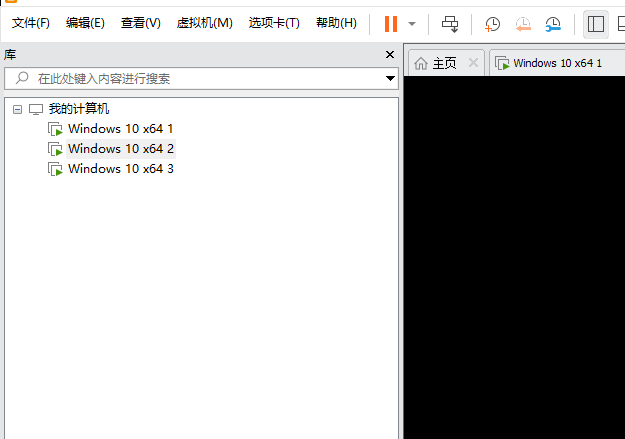 文件(F) 编辑(E) 查看(V) 虚拟机(M) 选项卡(T) 帮助(H)
库
在此处键入内容进行搜索
主页 Windows 10 x64 1
我的计算机
Windows 10 x64 1
Windows 10 x64 2
Windows 10 x64 3